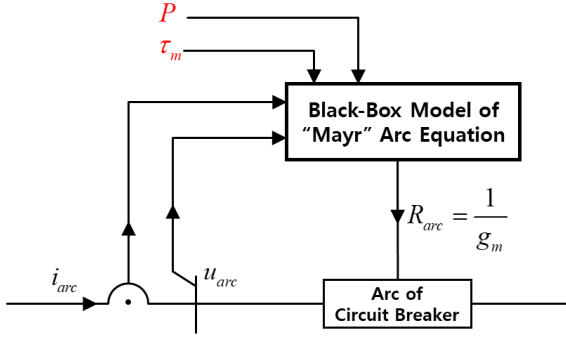 P
τm
Black-Box Model of
“Mayr” Arc Equation
Rarc = 1/gm
iarc
uarc
Arc of
Circuit Breaker